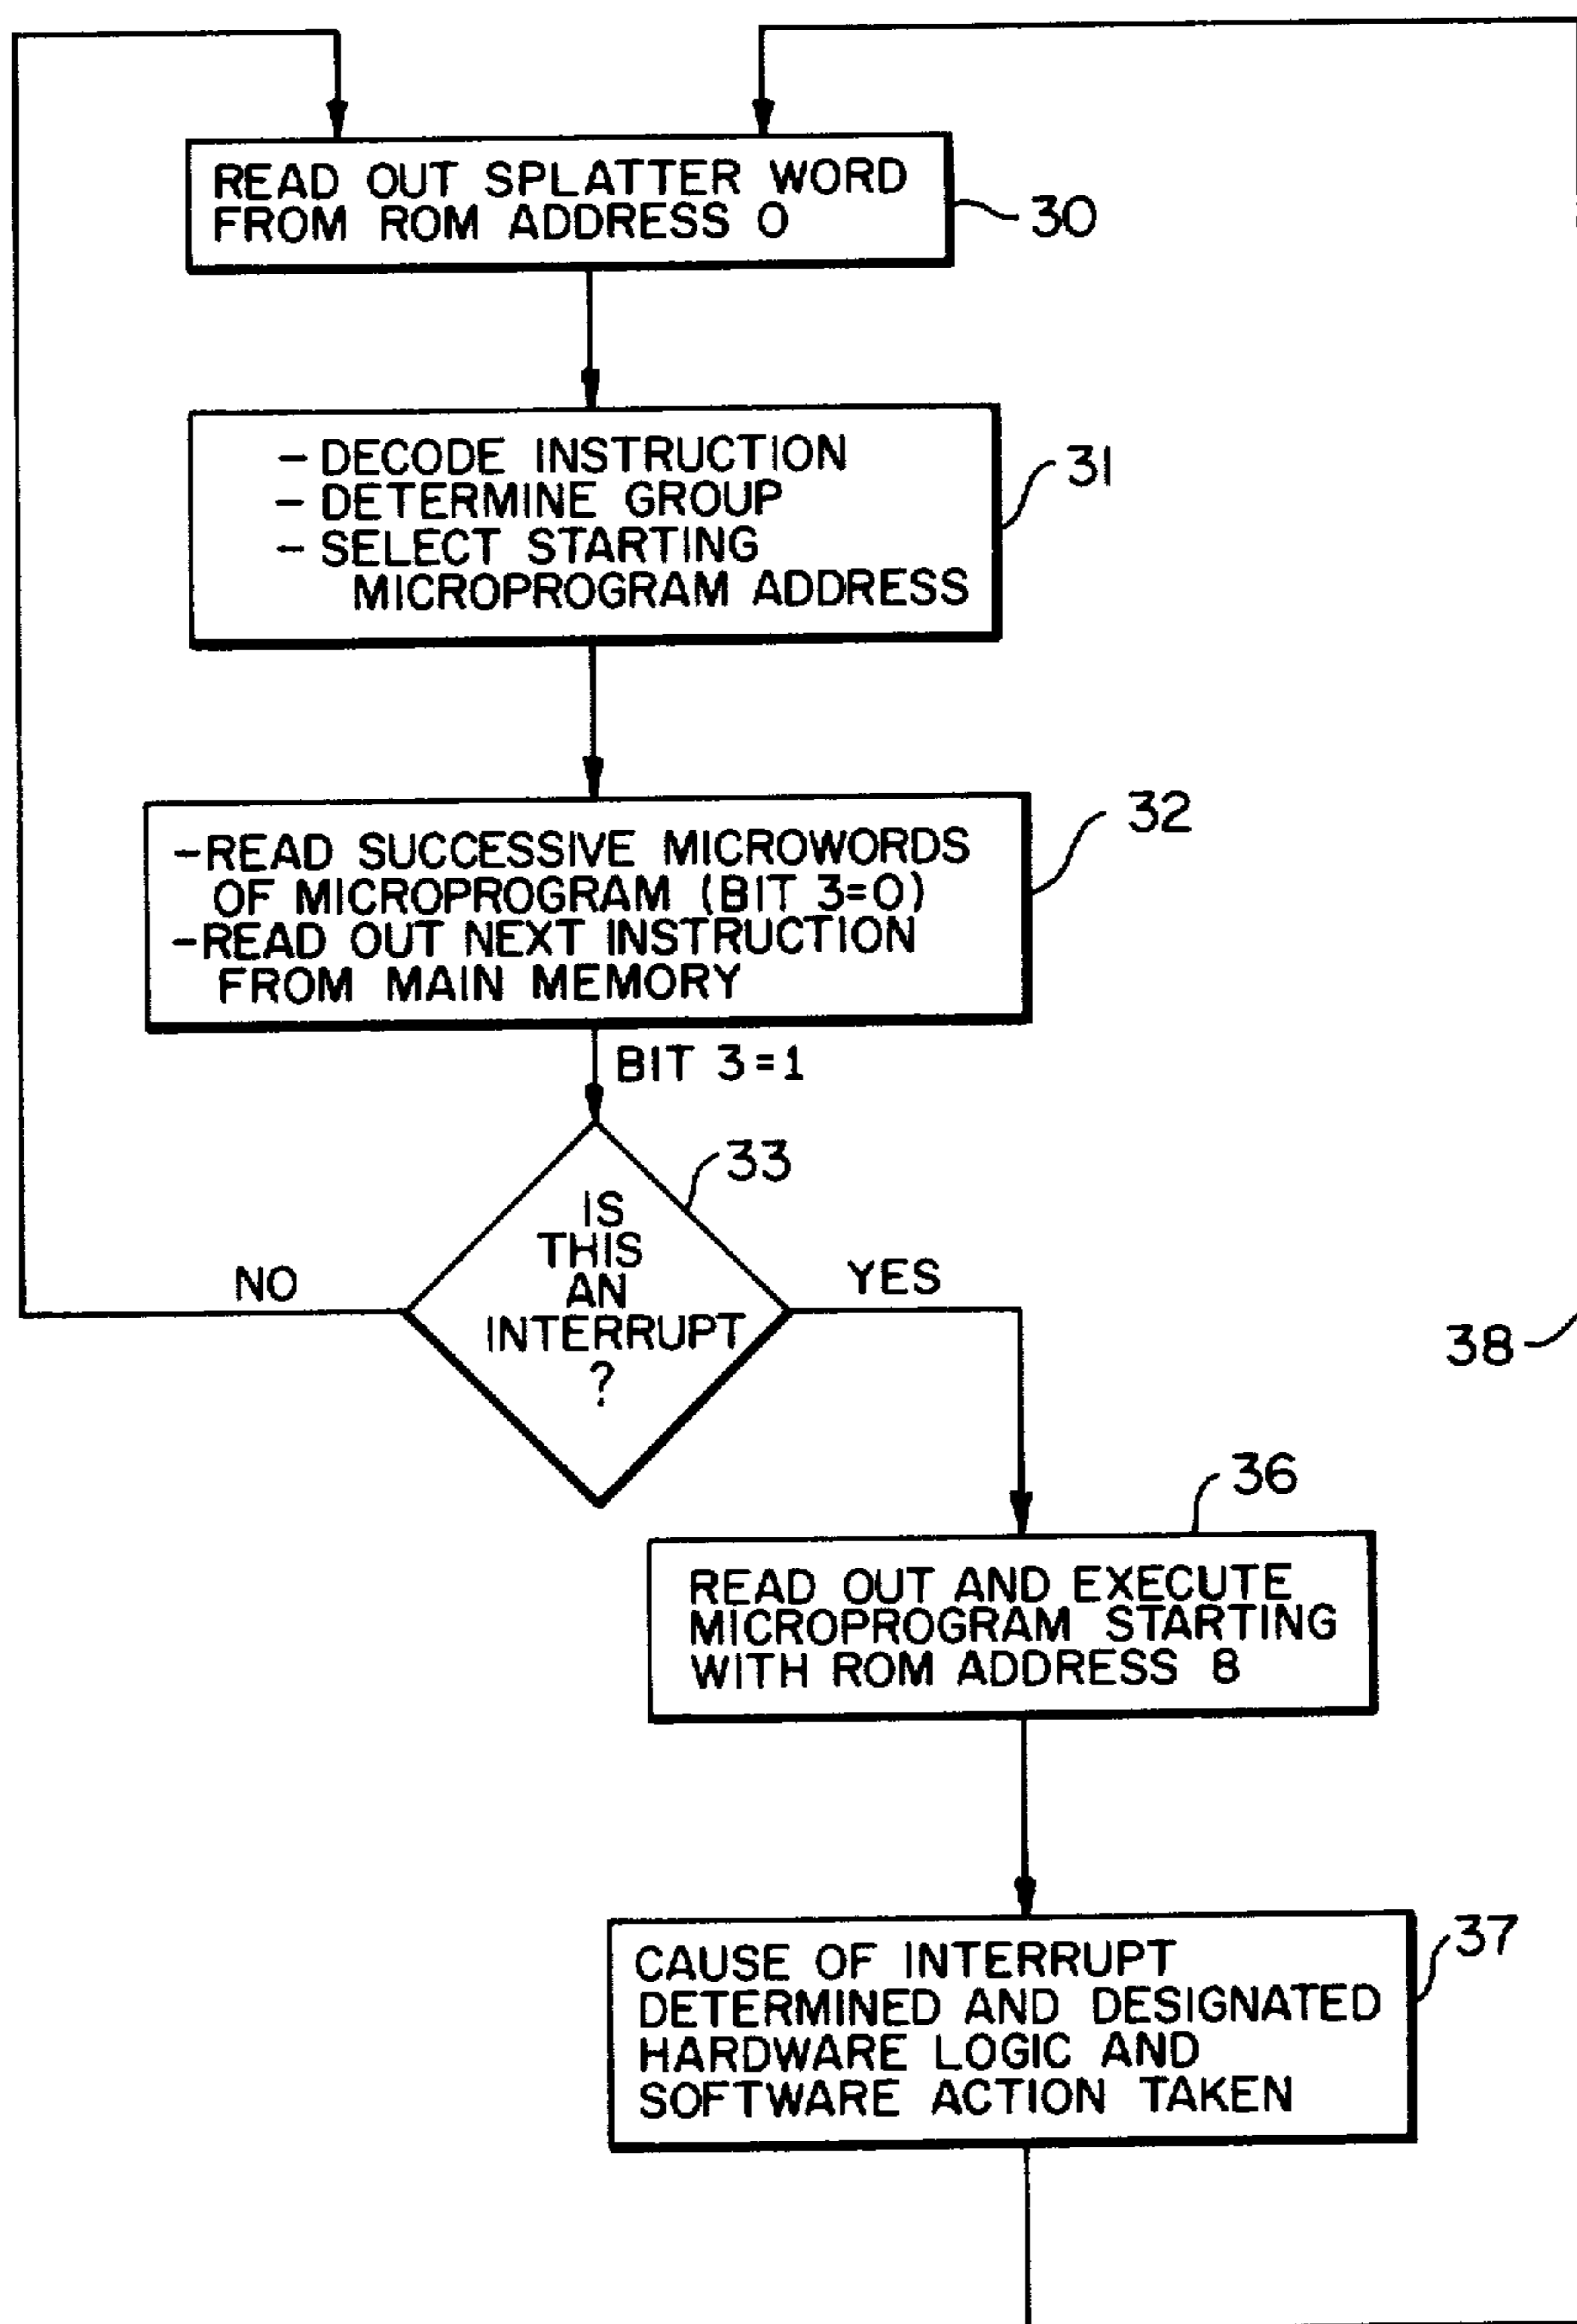 READ OUT SPLATTER WORD
FROM ROM ADDRESS 0
30
- DECODE INSTRUCTION
- DETERMINE GROUP
- SELECT STARTING
MICROPROGRAM ADDRESS
31
-READ SUCCESSIVE MICROWORDS
OF MICROPROGRAM (BIT 3=0)
-READ OUT NEXT INSTRUCTION
FROM MAIN MEMORY
32
BIT 3=1
33
IS
THIS
AN
INTERRUPT
?
NO
YES
38
36
READ OUT AND EXECUTE
MICROPROGRAM STARTING
WITH ROM ADDRESS 8
37
CAUSE OF INTERRUPT
DETERMINED AND DESIGNATED
HARDWARE LOGIC AND
SOFTWARE ACTION TAKEN